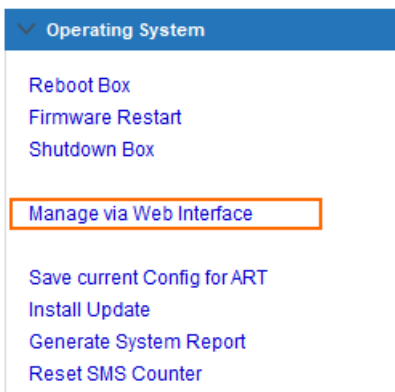 Operating System
Reboot Box
Firmware Restart
Shutdown Box
Manage via Web Interface
Save current Config for ART
Install Update
Generate System Report
Reset SMS Counter